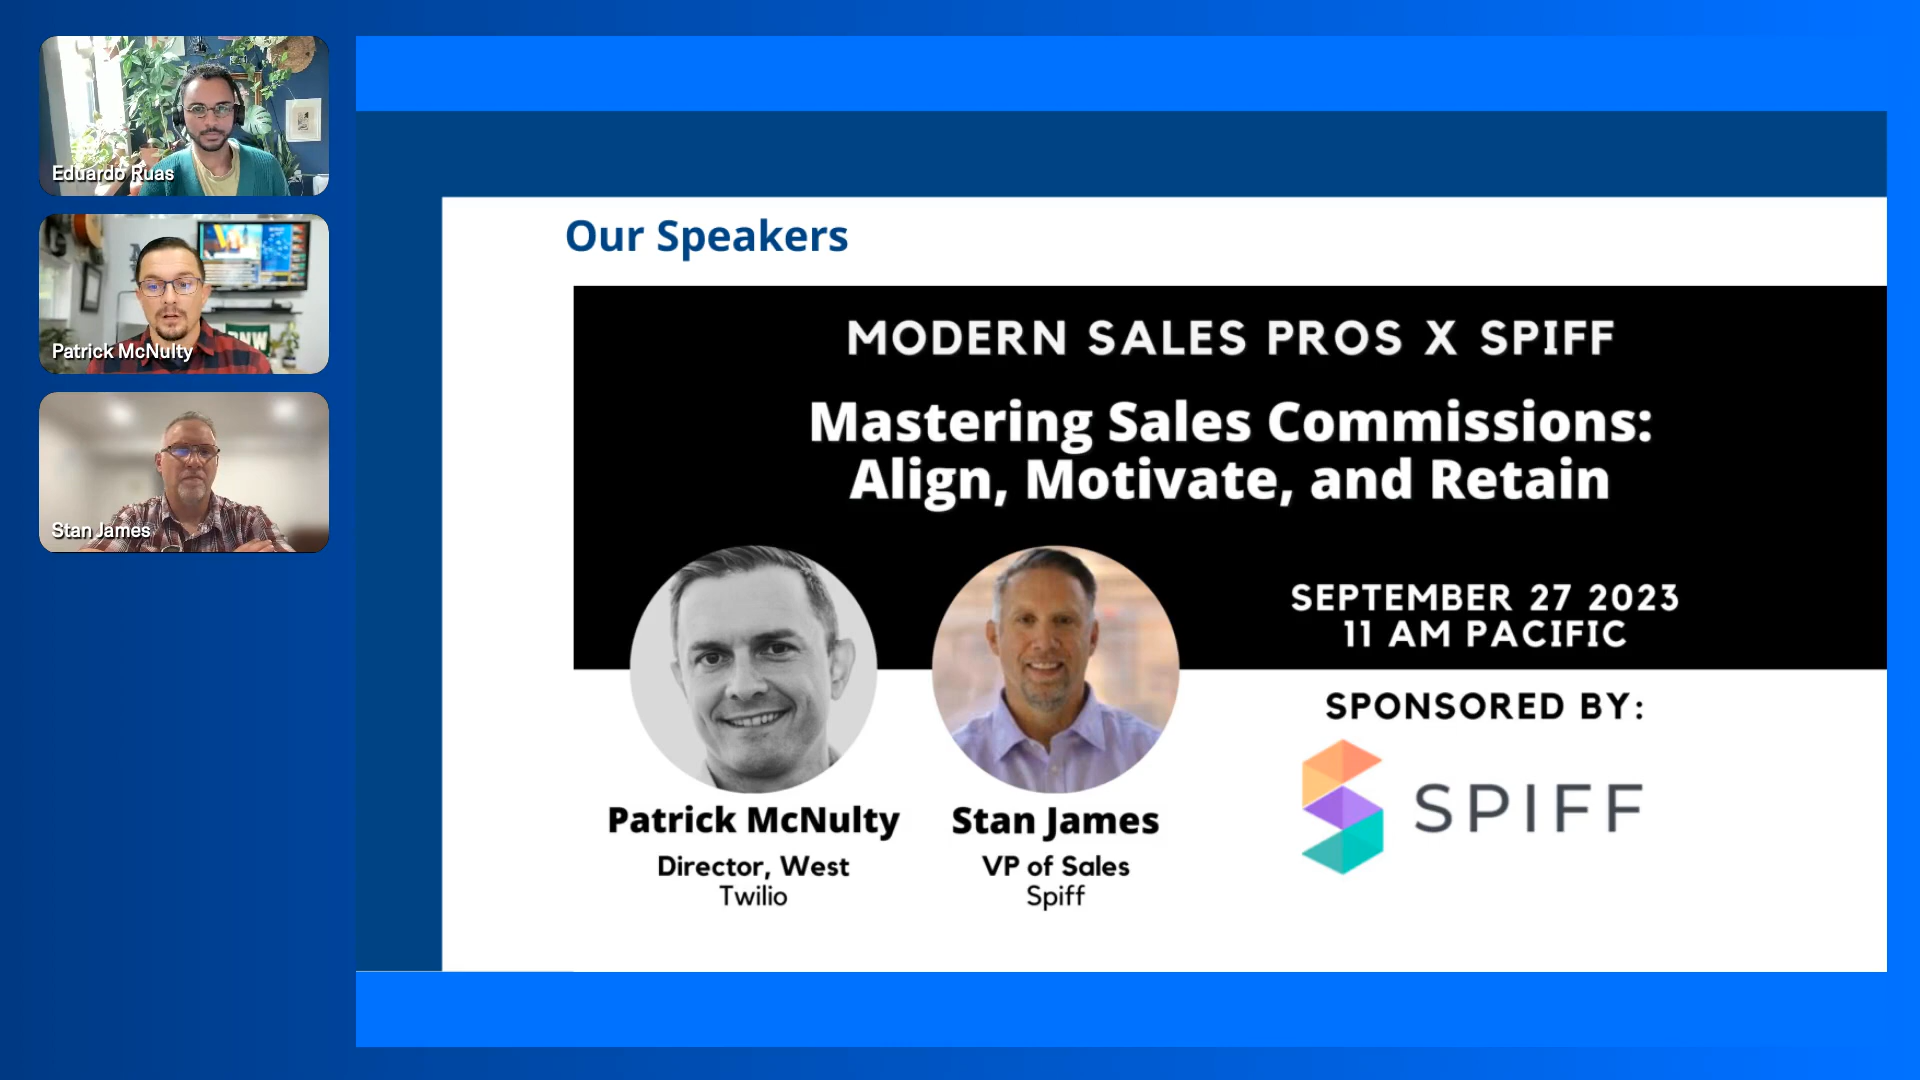 Eduardo Ruas
Patrick McNulty
Stan James
Our Speakers
MODERN SALES PROS X SPIFF
Mastering Sales Commissions:
Align, Motivate, and Retain
SEPTEMBER 27 2023
11 AM PACIFIC
SPONSORED BY:
SPIFF
Patrick McNulty
Director, West
Twilio
Stan James
VP of Sales
Spiff